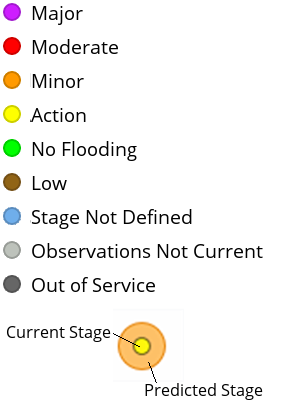 Major
Moderate
Minor
Action
No Flooding
Low
Stage Not Defined
Observations Not Current
Out of Service
Current Stage
Predicted Stage